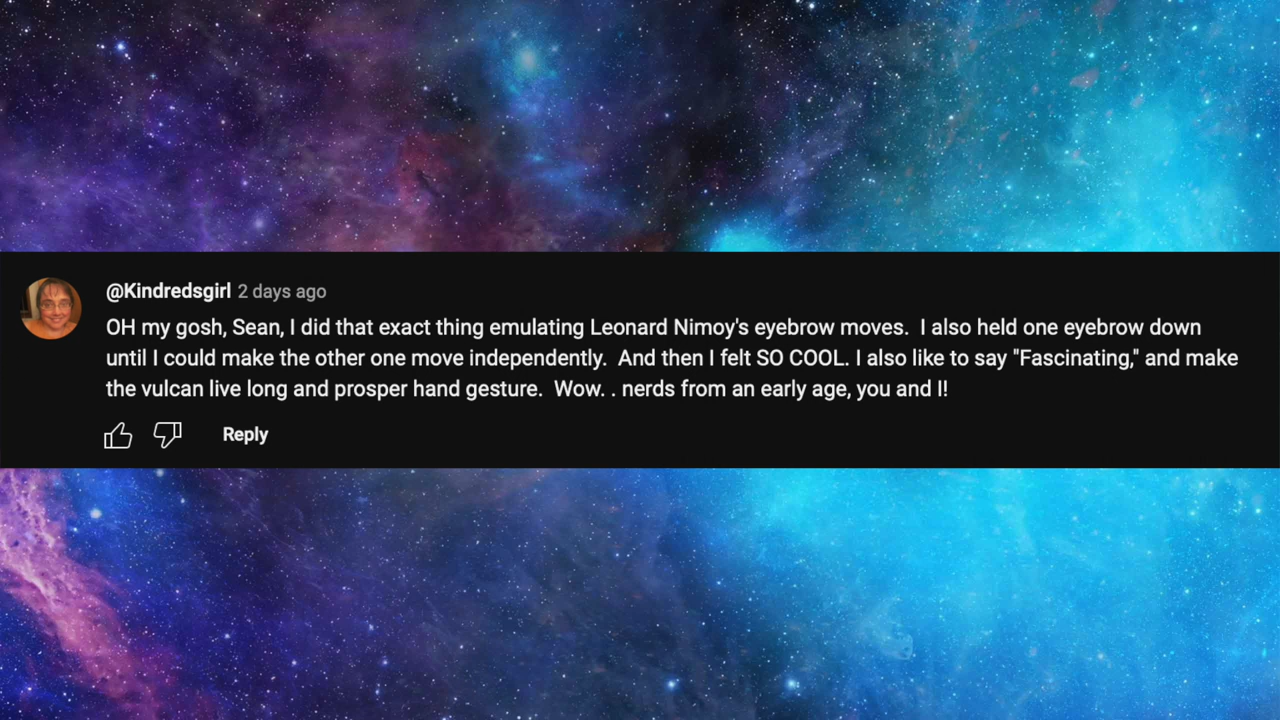 @Kindredsgirl 2 days ago
OH my gosh, Sean, I did that exact thing emulating Leonard Nimoy's eyebrow moves.  I also held one eyebrow down
until I could make the other one move independently.  And then I felt SO COOL. I also like to say "Fascinating," and make
the vulcan live long and prosper hand gesture.  Wow. . nerds from an early age, you and I!
Reply